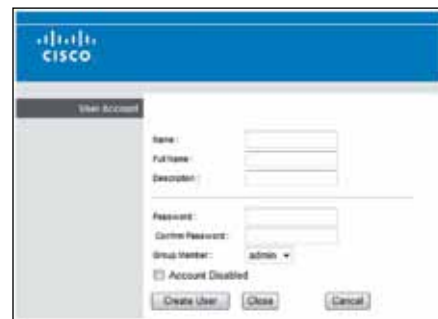 CISCO
User Account
Name :
Full Name :
Description :
Password :
Confirm Password :
Group Member : admin
Account Disabled
Create User Close Cancel